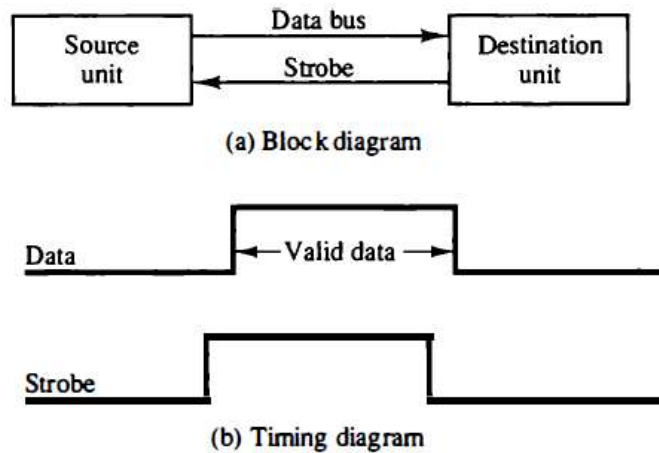 Data bus
Source
unit
Destination
unit
Strobe
(a) Block diagram
Valid data
Data
Strobe
(b) Timing diagram